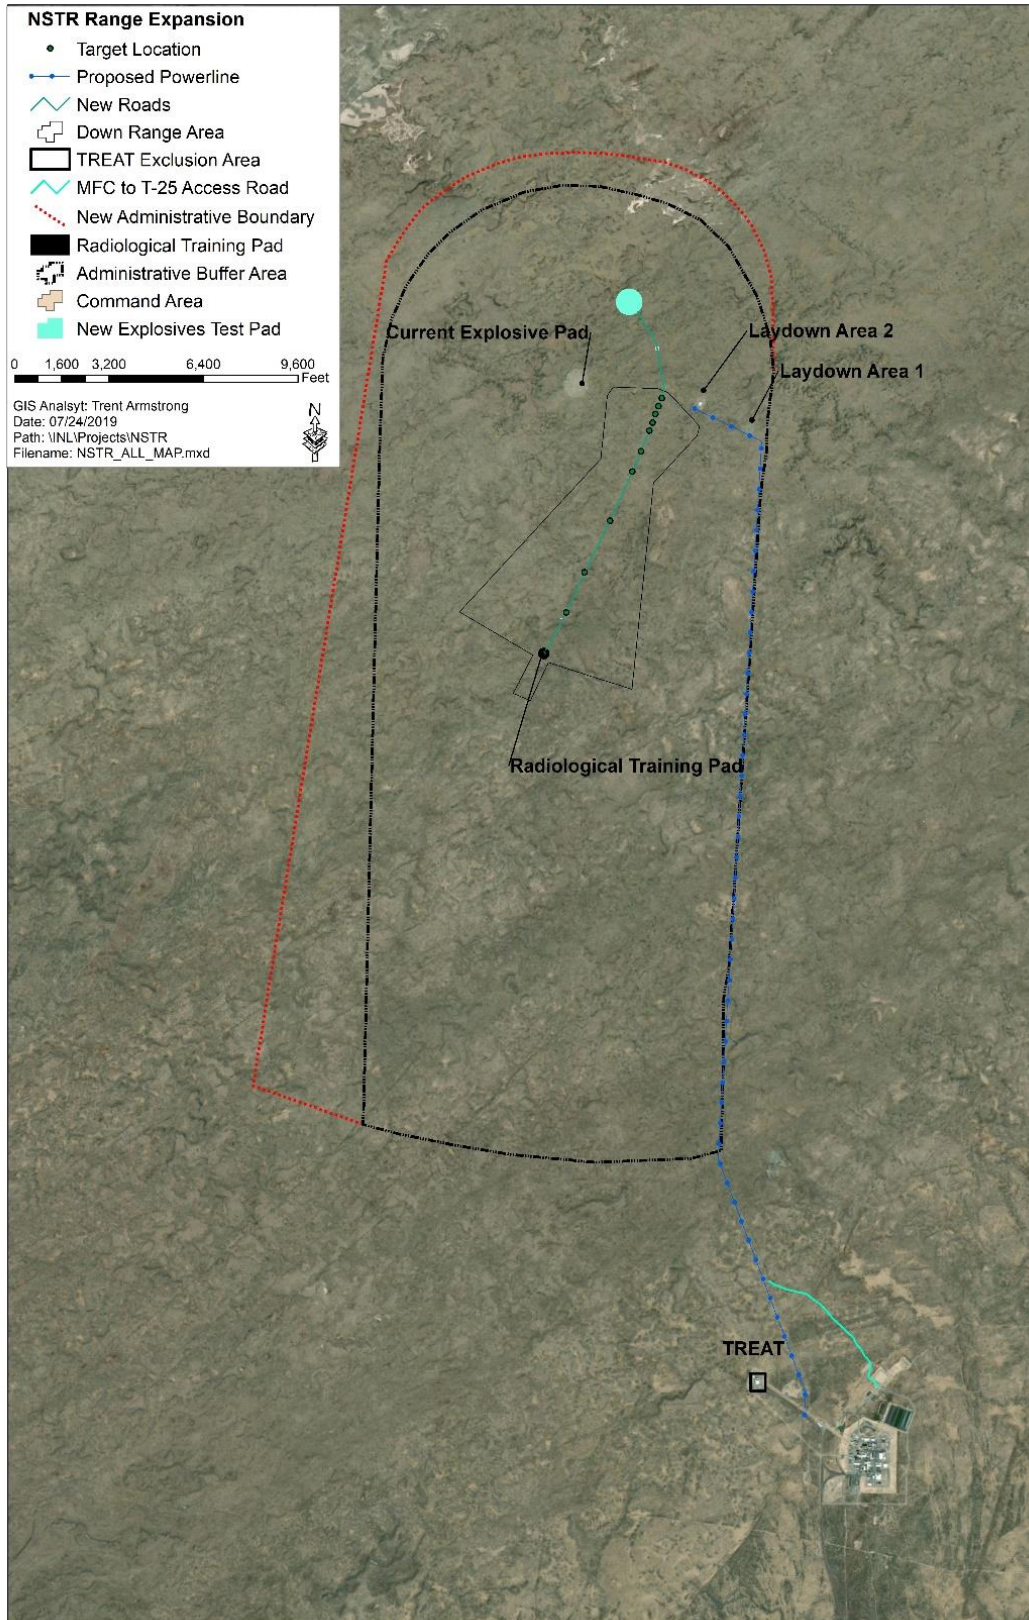 NSTR Range Expansion
Target Location
Proposed Powerline
New Roads
Down Range Area
TREAT Exclusion Area
MFC to T-25 Access Road
New Administrative Boundary
Radiological Training Pad
Administrative Buffer Area
Command Area
New Explosives Test Pad
0 1,600 3,200 6,400 9,600
Feet
GIS Analsyt: Trent Armstrong
Date: 07/24/2019
Path: \INL\Projects\NSTR
Filename: NSTR_ALL_MAP.mxd
N
Current Explosive Pad
Laydown Area 2
Laydown Area 1
Radiological Training Pad
TREAT